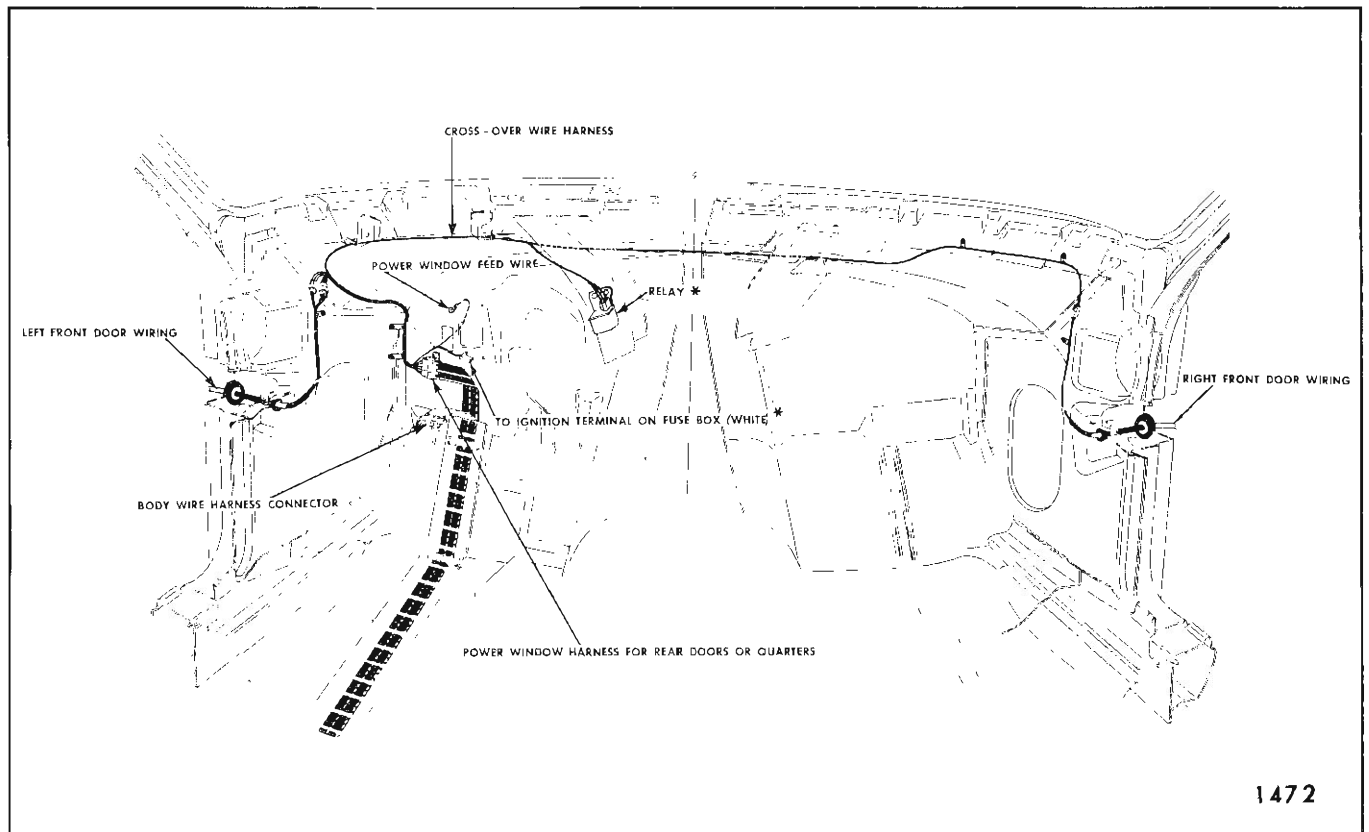 CROSS-OVER WIRE HARNESS
POWER WINDOW FEED WIRE
RELAY *
LEFT FRONT DOOR WIRING
RIGHT FRONT DOOR WIRING
TO IGNITION TERMINAL ON FUSE BOX (WHITE) *
BODY WIRE HARNESS CONNECTOR
POWER WINDOW HARNESS FOR REAR DOORS OR QUARTERS
1472